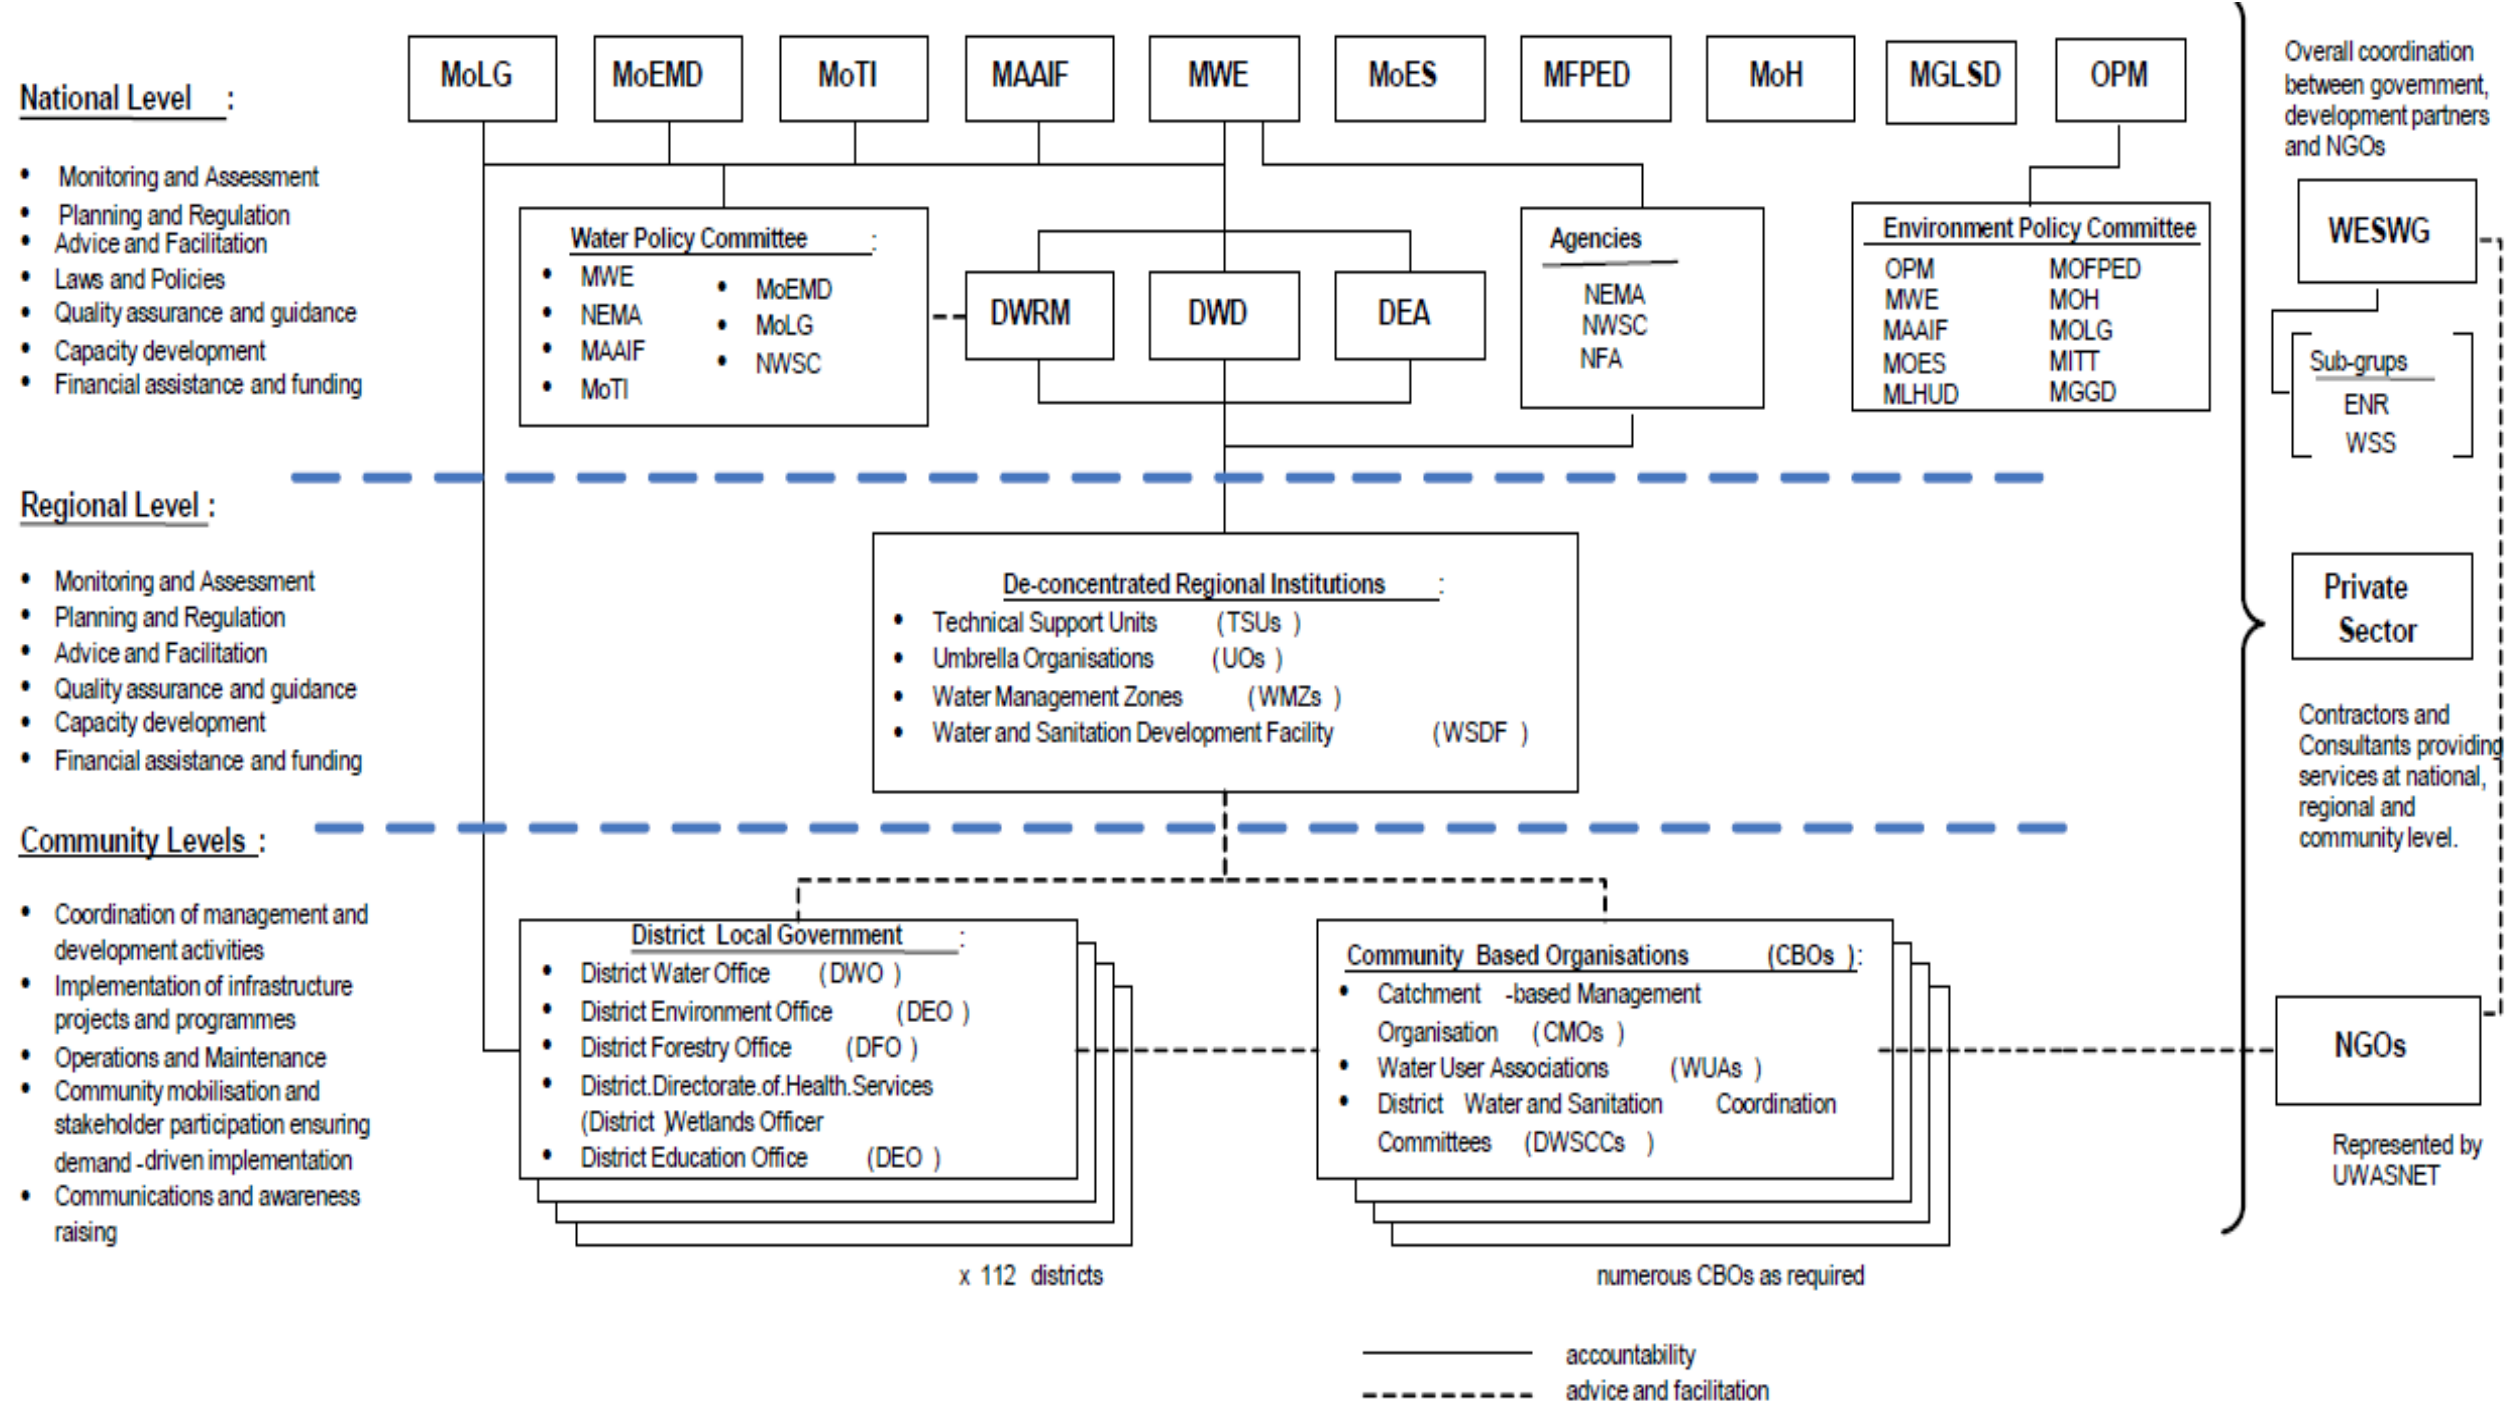 MoLG
MoEMD
MoTI
MAAIF
MWE
MoES
MFPED
MoH
MGLSD
OPM
National Level :
• Monitoring and Assessment
• Planning and Regulation
• Advice and Facilitation
• Laws and Policies
• Quality assurance and guidance
• Capacity development
• Financial assistance and funding
Water Policy Committee :
• MWE
• NEMA
• MAAIF
• MoTI
• MoEMD
• MoLG
• NWSC
DWRM
DWD
DEA
Agencies
NEMA
NWSC
NFA
Environment Policy Committee
OPM MOFPED
MWE MOH
MAAIF MOLG
MOES MITT
MLHUD MGGD
Overall coordination
between government,
development partners
and NGOs
WESWG
Sub-grups
ENR
WSS
Regional Level :
• Monitoring and Assessment
• Planning and Regulation
• Advice and Facilitation
• Quality assurance and guidance
• Capacity development
• Financial assistance and funding
De-concentrated Regional Institutions :
• Technical Support Units (TSUs )
• Umbrella Organisations (UOs )
• Water Management Zones (WMZs )
• Water and Sanitation Development Facility (WSDF )
Private
Sector
Contractors and
Consultants providing
services at national,
regional and
community level.
Community Levels :
• Coordination of management and
development activities
• Implementation of infrastructure
projects and programmes
• Operations and Maintenance
• Community mobilisation and
stakeholder participation ensuring
demand -driven implementation
• Communications and awareness
raising
District Local Government :
• District Water Office (DWO )
• District Environment Office (DEO )
• District Forestry Office (DFO )
• District.Directorate.of.Health.Services
(District )Wetlands Officer
• District Education Office (DEO )
x 112 districts
Community Based Organisations (CBOs ):
• Catchment -based Management
Organisation (CMOs )
• Water User Associations (WUAs )
• District Water and Sanitation Coordination
Committees (DWSCCs )
numerous CBOs as required
NGOs
Represented by
UWASNET
accountability
advice and facilitation